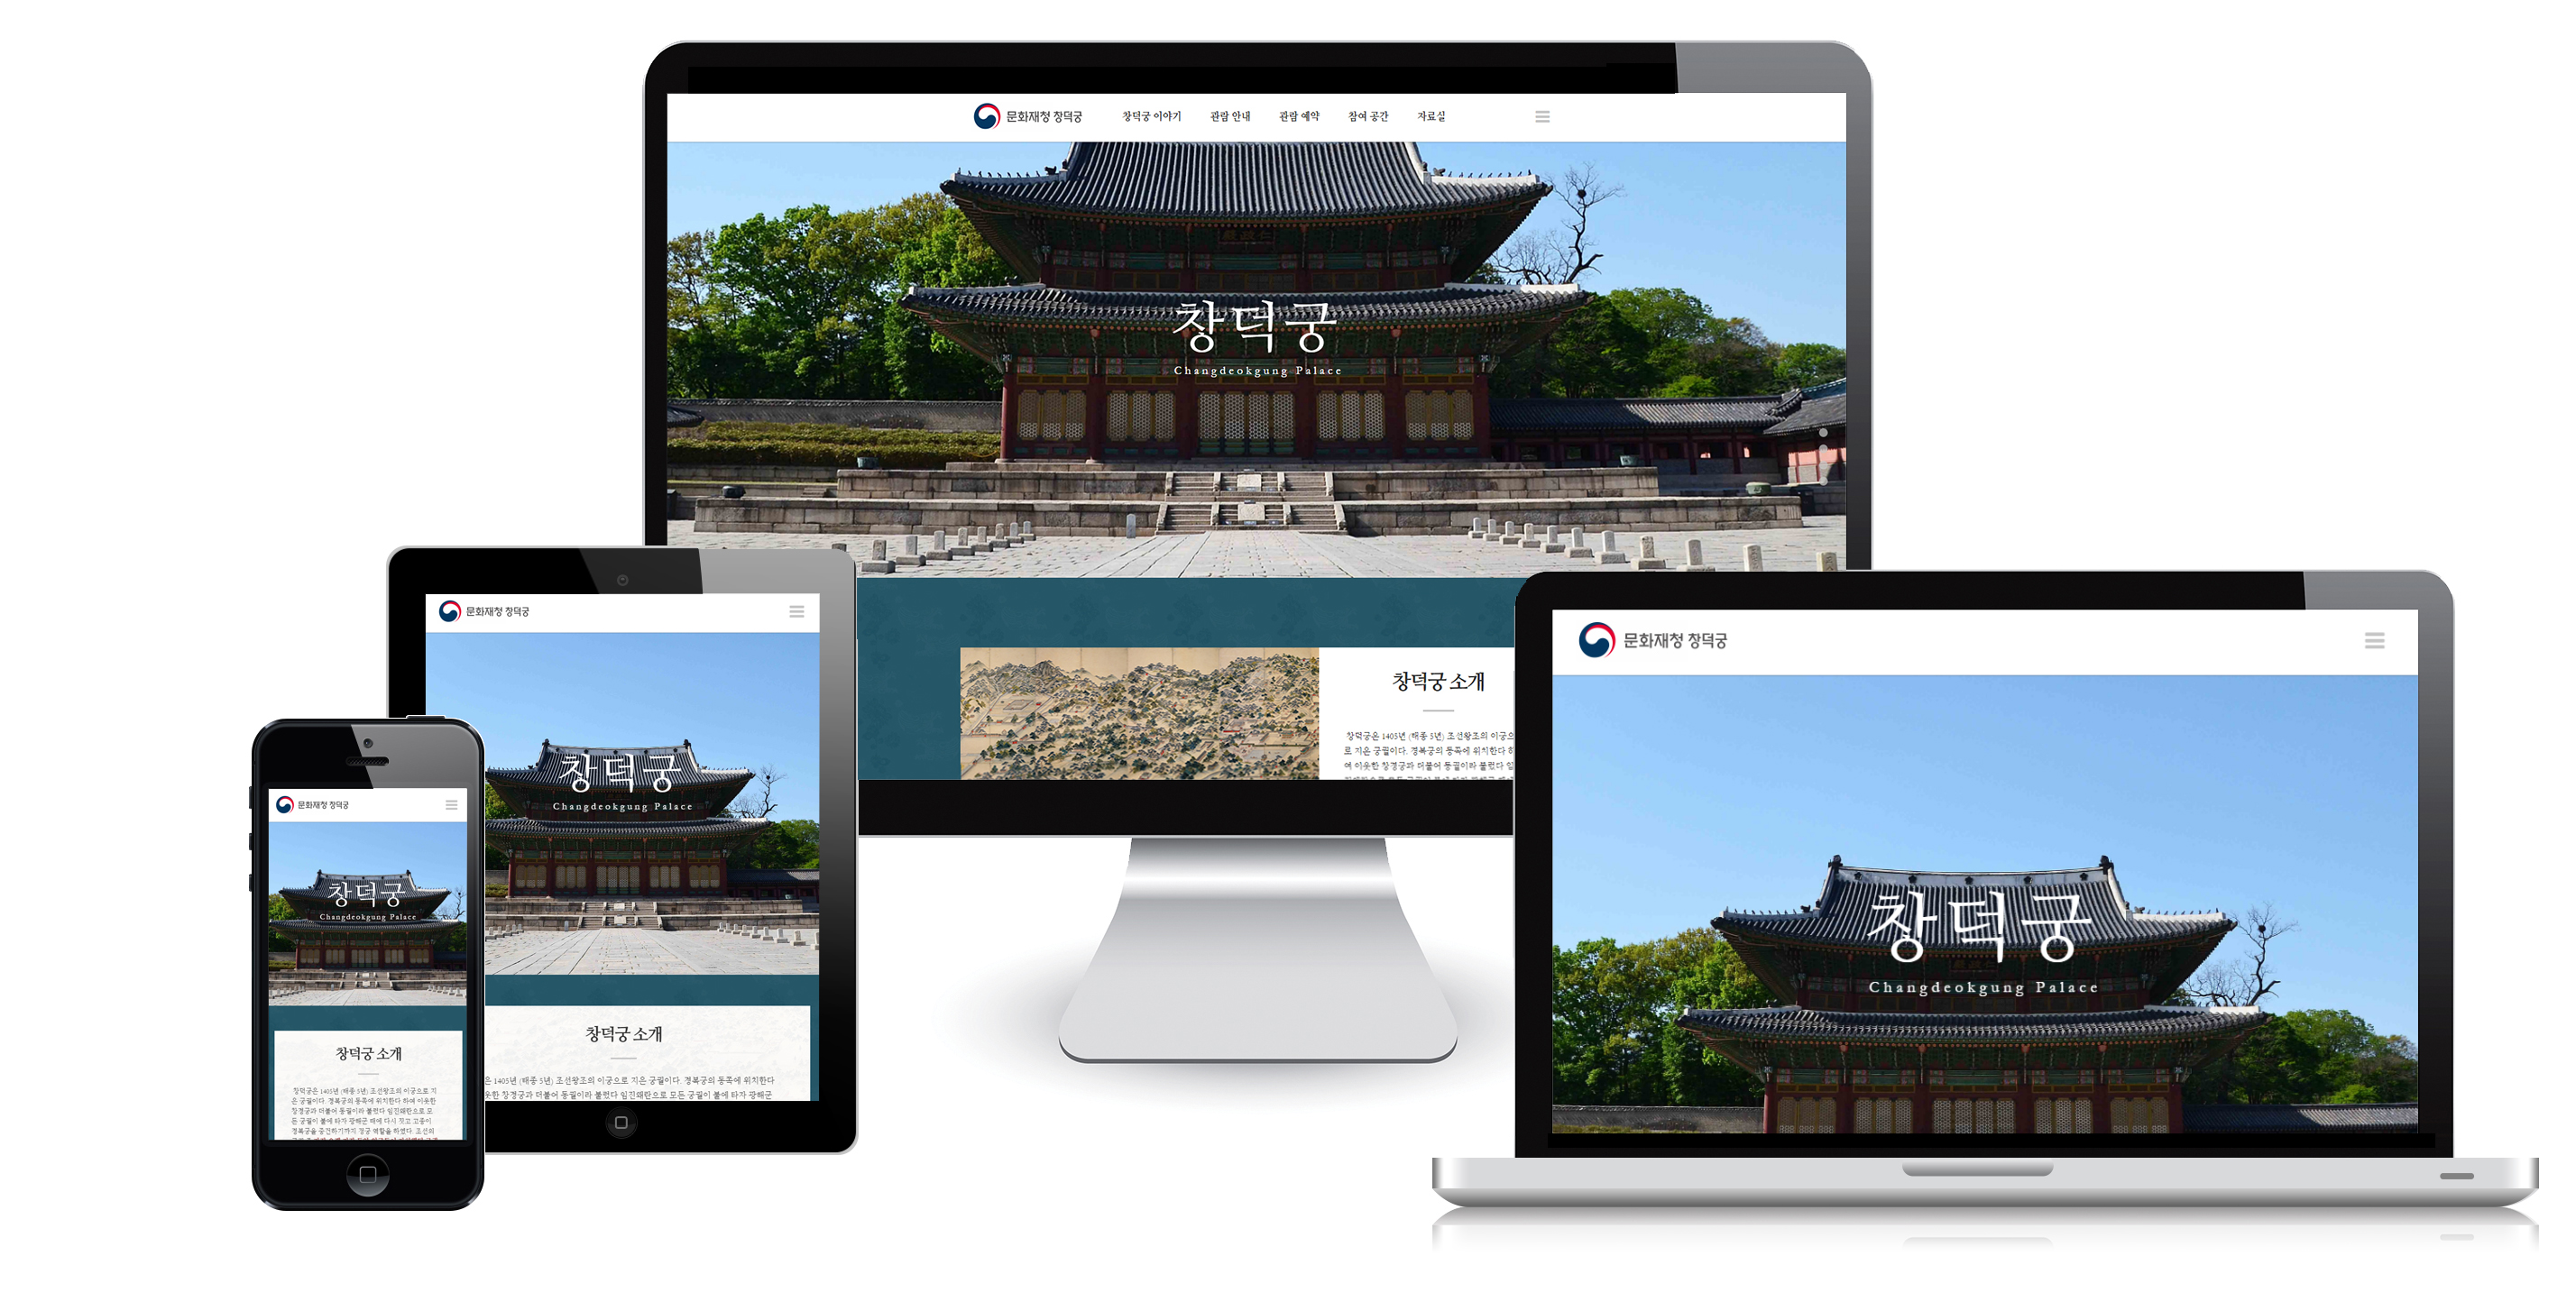 문화재청 창덕궁
창덕궁 이야기
관람 안내
관람 예약
참여 공간
자료실
창덕궁
Changdeokgung Palace
창덕궁 소개
창덕궁은 1405년 (태종 5년) 조선왕조의 이궁으
로 지은 궁궐이다. 경복궁의 동쪽에 위치한다 하
여 이웃한 창경궁과 더불어 동궐이라 불렀다 임
문화재청 창덕궁
창덕궁
Changdeokgung Palace
창덕궁 소개
은 1405년 (태종 5년) 조선왕조의 이궁으로 지은 궁궐이다. 경복궁의 동쪽에 위치한다
웃한 창경궁과 더불어 동궐이라 불렀다 임진왜란으로 모든 궁궐이 불에 타자 광해군
문화재청 창덕궁
창덕궁
Changdeokgung Palace
창덕궁 소개
창덕궁은 1405년 (태종 5년) 조선왕조의 이궁으로 지
은 궁궐이다. 경복궁의 동쪽에 위치한다 하여 이웃한
창경궁과 더불어 동궐이라 불렀다 임진왜란으로 모
든 궁궐이 불에 타자 광해군 때에 다시 짓고 고종이
경복궁을 중건하기까지 정궁 역할을 하였다. 조선의
문화재청 창덕궁
창덕궁
Changdeokgung Palace